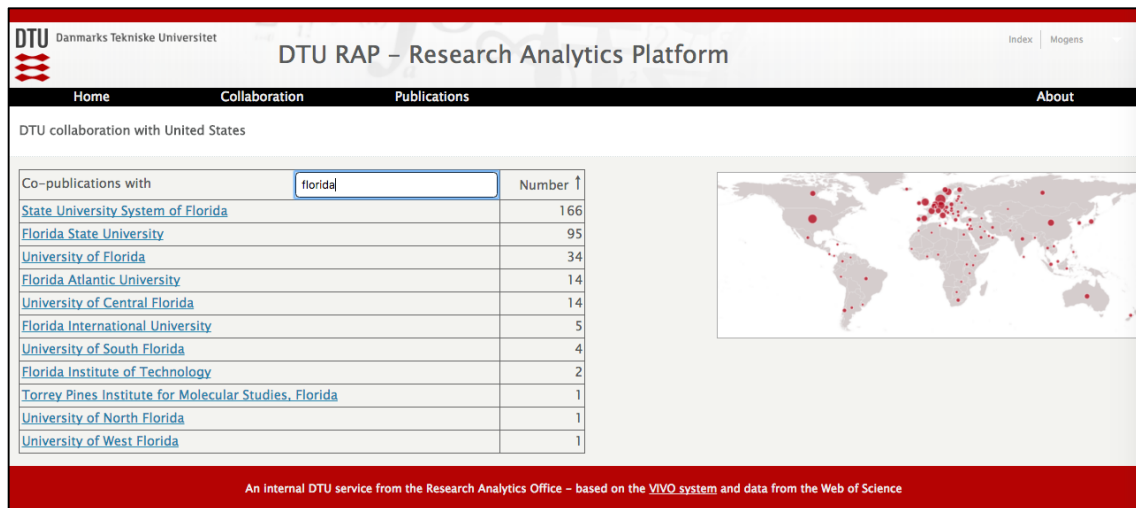 DTU Danmarks Tekniske Universitet
DTU RAP – Research Analytics Platform
Index Mogens
Home Collaboration Publications About
DTU collaboration with United States
Co-publications with florida Number ↑
State University System of Florida 166
Florida State University 95
University of Florida 34
Florida Atlantic University 14
University of Central Florida 14
Florida International University 5
University of South Florida 4
Florida Institute of Technology 2
Torrey Pines Institute for Molecular Studies, Florida 1
University of North Florida 1
University of West Florida 1
An internal DTU service from the Research Analytics Office – based on the VIVO system and data from the Web of Science